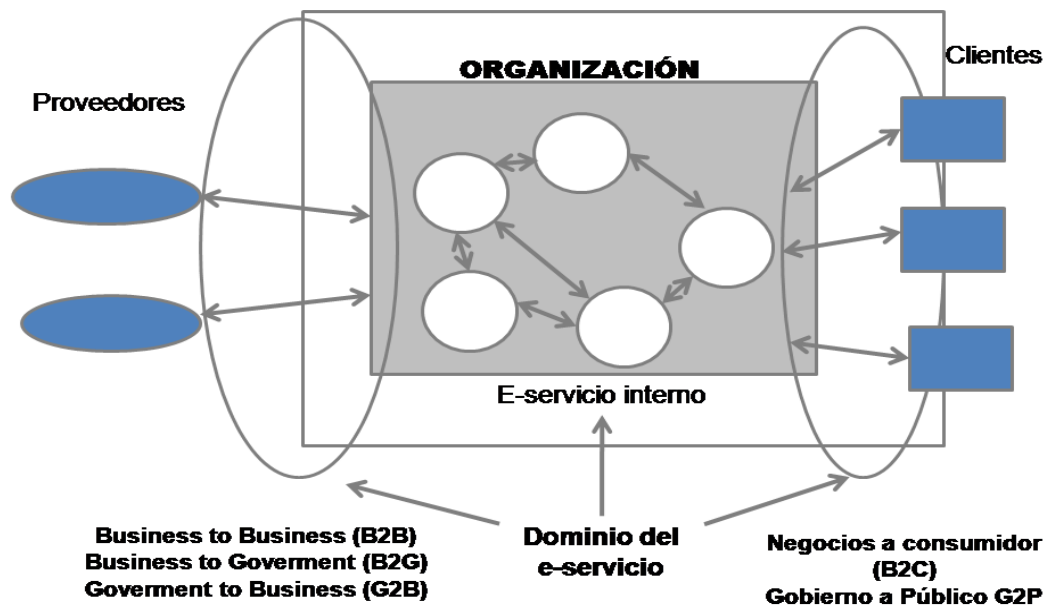 Clientes
ORGANIZACIÓN
Proveedores
E-servicio interno
Business to Business (B2B)
Business to Goverment (B2G)
Goverment to Business (G2B)
Dominio del
e-servicio
Negocios a consumidor
(B2C)
Gobierno a Público G2P